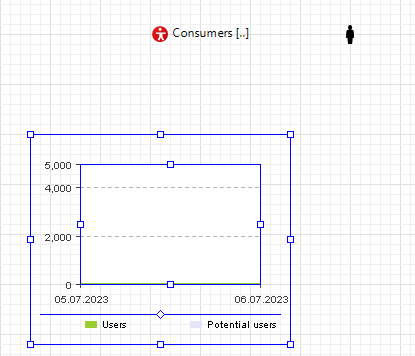 Consumers [..]
5,000
4,000
2,000
0
05.07.2023 06.07.2023
Users Potential users